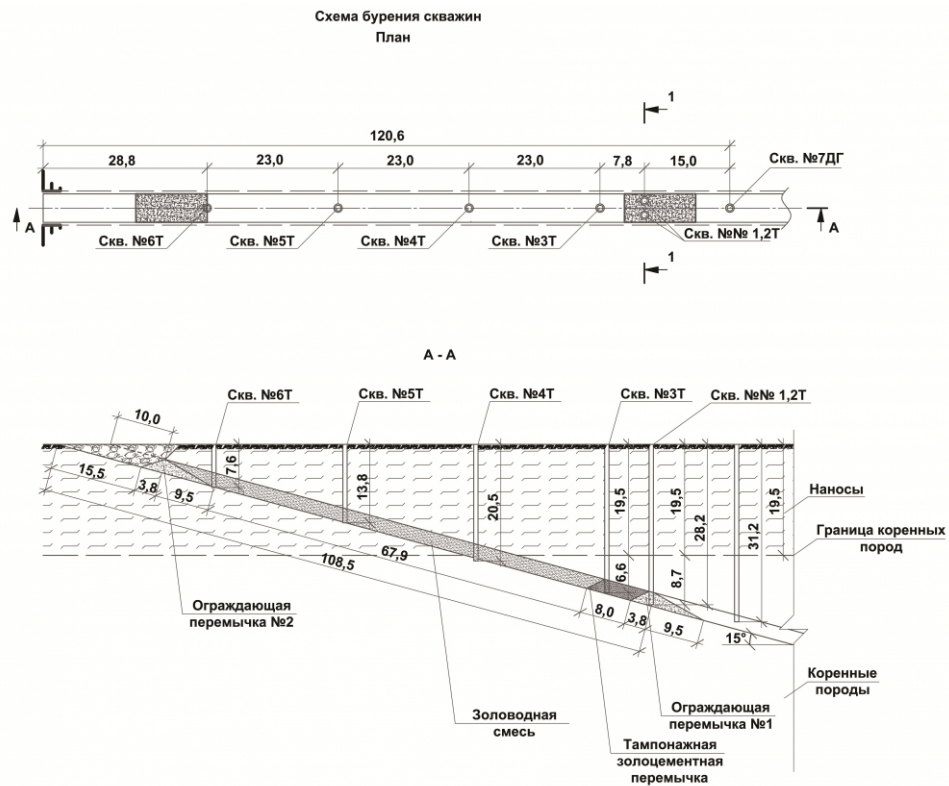 Схема бурения скважин
План
1
120,6
28,8
23,0
23,0
23,0
7,8
15,0
Скв. №7ДГ
А
А
Скв. №6Т
Скв. №5Т
Скв. №4Т
Скв. №3Т
Скв. №№ 1,2Т
1
А - А
Скв. №6Т
Скв. №5Т
Скв. №4Т
Скв. №3Т
Скв. №№ 1,2Т
10,0
15,5
3,8
9,5
7,6
13,8
20,5
19,5
19,5
28,2
31,2
19,5
Наносы
Граница коренных
пород
67,9
108,5
6,6
8,7
Ограждающая
перемычка №2
8,0
3,8
9,5
15°
Коренные
породы
Золоводная
смесь
Ограждающая
перемычка №1
Тампонажная
золоцементная
перемычка